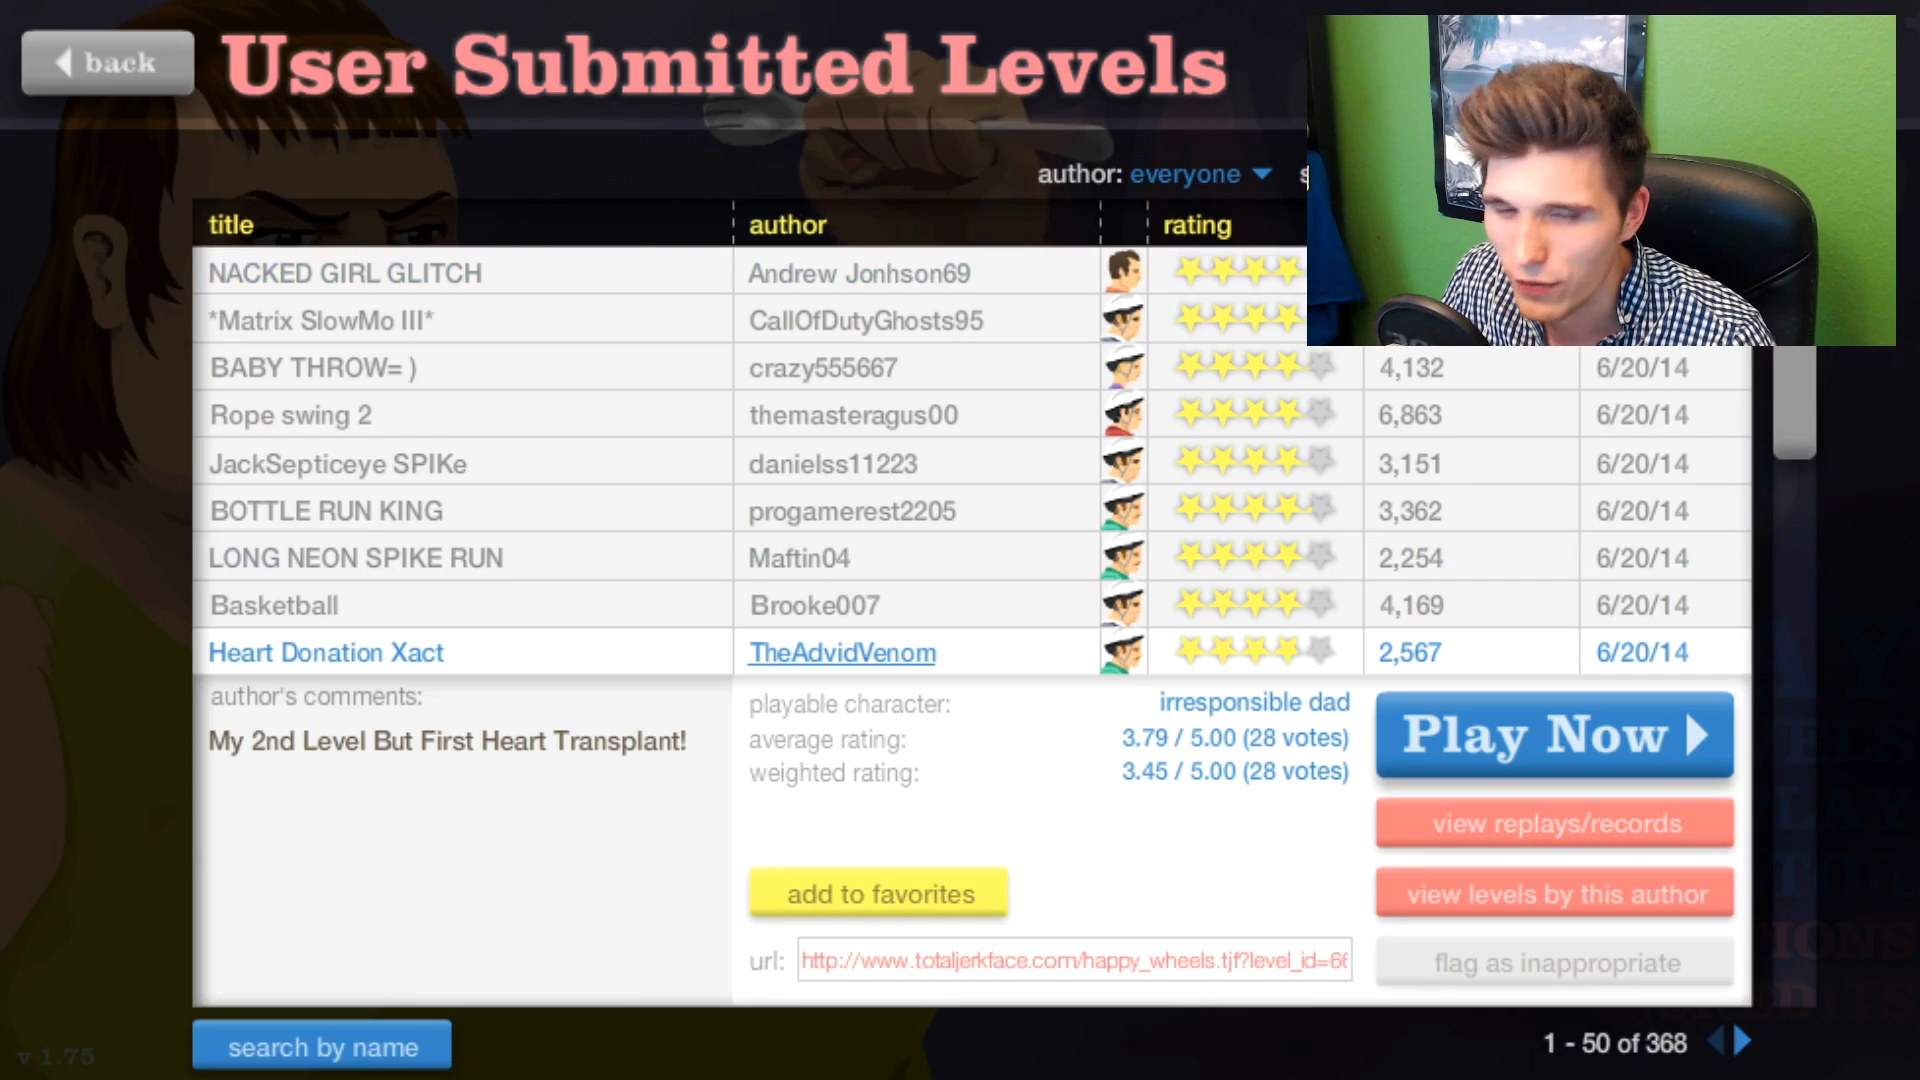 back
User Submitted Levels
author: everyone
title author rating
NACKED GIRL GLITCH Andrew Jonhson69
*Matrix SlowMo III* CallOfDutyGhosts95
BABY THROW= ) crazy555667 4,132 6/20/14
Rope swing 2 themasteragus00 6,863 6/20/14
JackSepticeye SPIKe danielss11223 3,151 6/20/14
BOTTLE RUN KING progamerest2205 3,362 6/20/14
LONG NEON SPIKE RUN Maftin04 2,254 6/20/14
Basketball Brooke007 4,169 6/20/14
Heart Donation Xact TheAdvidVenom 2,567 6/20/14
author's comments:
My 2nd Level But First Heart Transplant!
playable character: irresponsible dad
average rating: 3.79 / 5.00 (28 votes)
weighted rating: 3.45 / 5.00 (28 votes)
Play Now
view replays/records
add to favorites
view levels by this author
url: http://www.totaljerkface.com/happy_wheels.tjf?level_id=6
flag as inappropriate
search by name
1 - 50 of 368
v 1.75